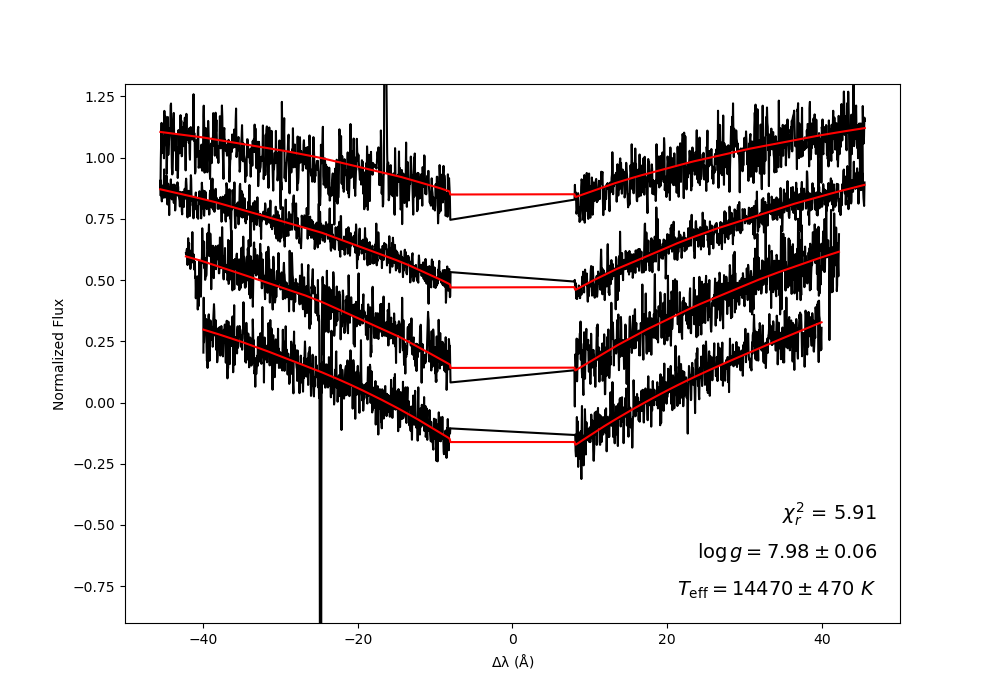 1.25
1.00
0.75
0.50
0.25
0.00
−0.25
−0.50
−0.75
Normalized Flux
−40 −20 0 20 40
Δλ (Å)
χ²ᵣ = 5.91
log g = 7.98 ± 0.06
T_eff = 14470 ± 470 K